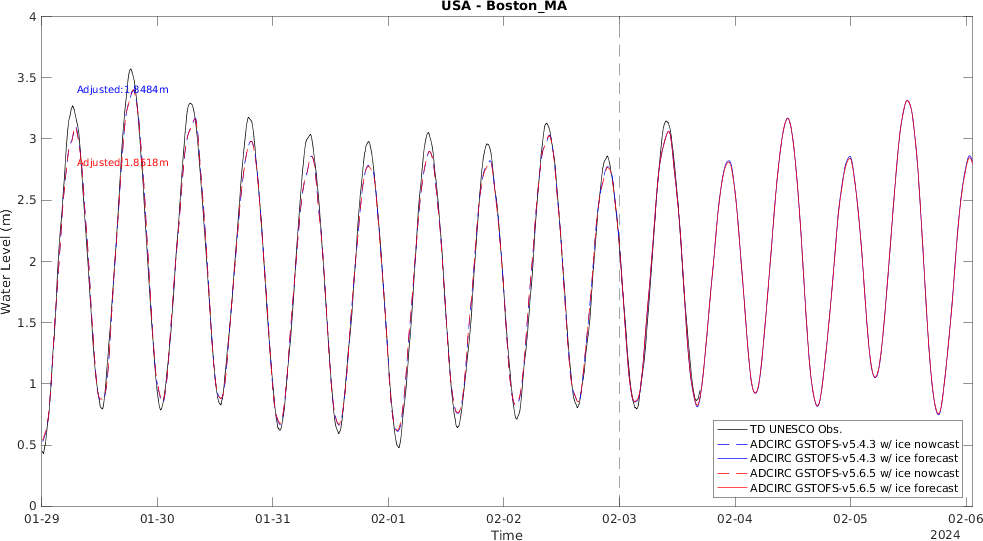 USA - Boston_MA
4
3.5
3
2.5
2
1.5
1
0.5
0
Water Level (m)
Adjusted:1.8484m
Adjusted:1.8618m
TD UNESCO Obs.
ADCIRC GSTOFS-v5.4.3 w/ ice nowcast
ADCIRC GSTOFS-v5.4.3 w/ ice forecast
ADCIRC GSTOFS-v5.6.5 w/ ice nowcast
ADCIRC GSTOFS-v5.6.5 w/ ice forecast
01-29 01-30 01-31 02-01 02-02 02-03 02-04 02-05 02-06
Time
2024